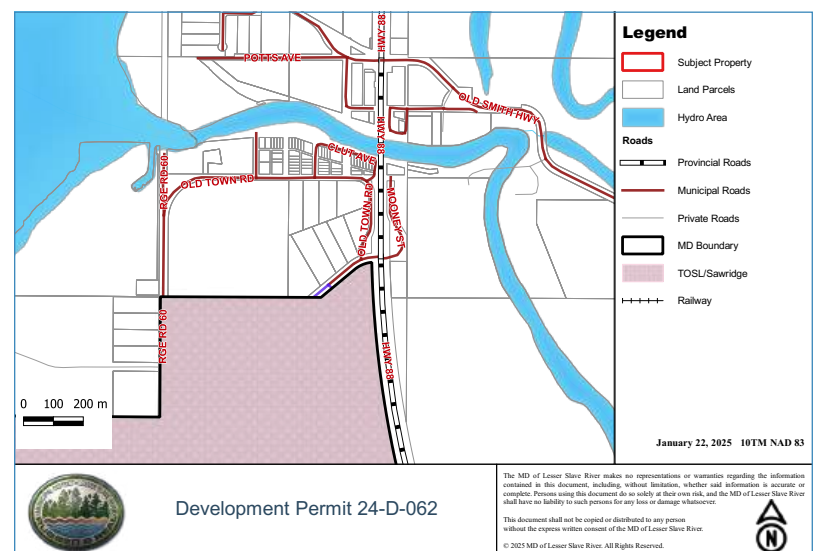 HWY 88
POTTS AVE
OLD SMITH HWY
HWY 88
CLUT AVE
RGE RD 60
OLD TOWN RD
OLD TOWN RD
MOONEY ST
RGE RD 60
HWY 88
0 100 200 m
Legend
Subject Property
Land Parcels
Hydro Area
Roads
Provincial Roads
Municipal Roads
Private Roads
MD Boundary
TOSL/Sawridge
Railway
January 22, 2025 10TM NAD 83
Development Permit 24-D-062
The MD of Lesser Slave River makes no representations or warranties regarding the information
contained in this document, including, without limitation, whether said information is accurate or
complete. Persons using this document do so solely at their own risk, and the MD of Lesser Slave River
shall have no liability to such persons for any loss or damage whatsoever.
This document shall not be copied or distributed to any person
without the express written consent of the MD of Lesser Slave River.
© 2025 MD of Lesser Slave River. All Rights Reserved.
N